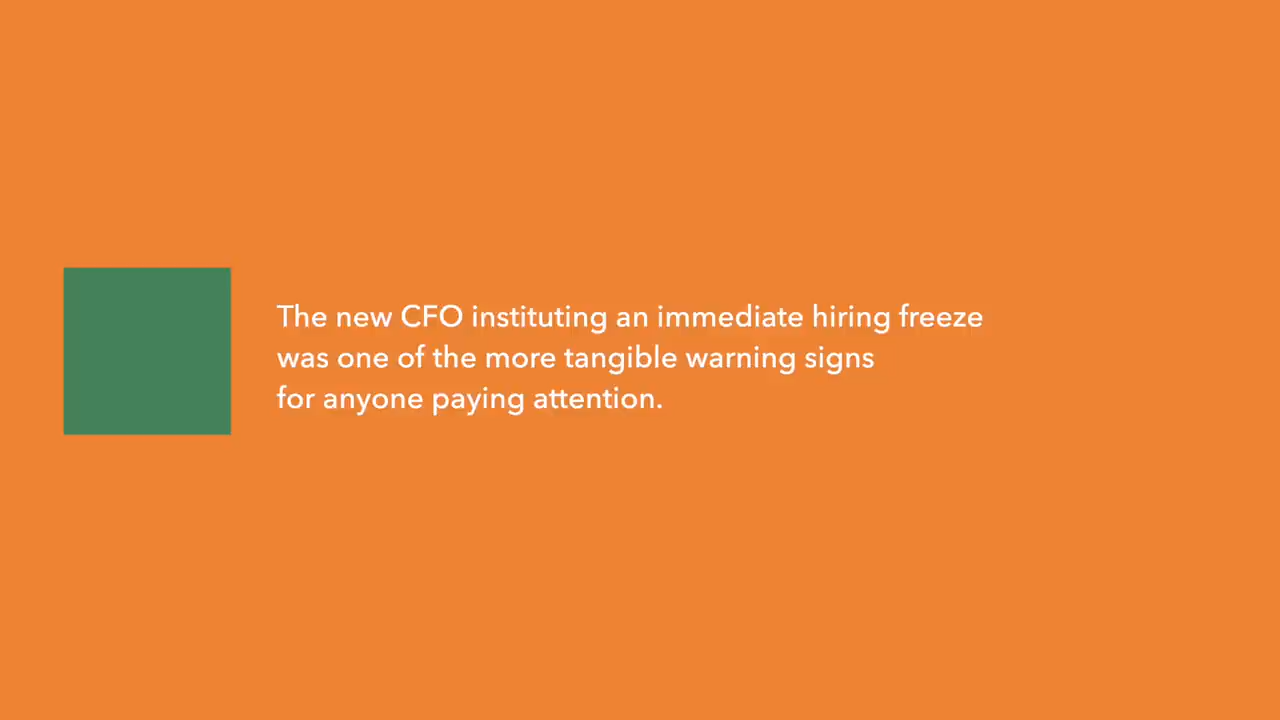 The new CFO instituting an immediate hiring freeze
was one of the more tangible warning signs
for anyone paying attention.